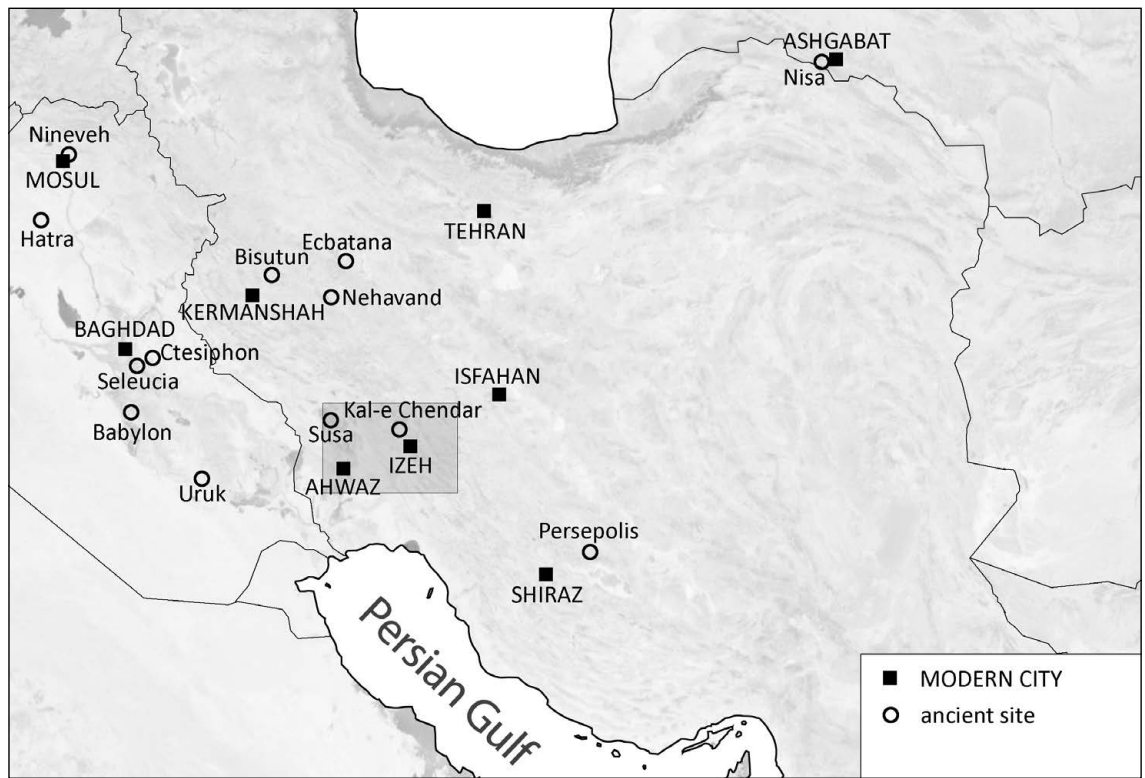 ASHGABAT
Nisa
Nineveh
MOSUL
Hatra
TEHRAN
Ecbatana
Bisutun
Nehavand
KERMANSHAH
BAGHDAD
Ctesiphon
Seleucia
ISFAHAN
Kal-e Chendar
Babylon
Susa
IZEH
AHWAZ
Uruk
Persepolis
SHIRAZ
Persian Gulf
MODERN CITY
ancient site